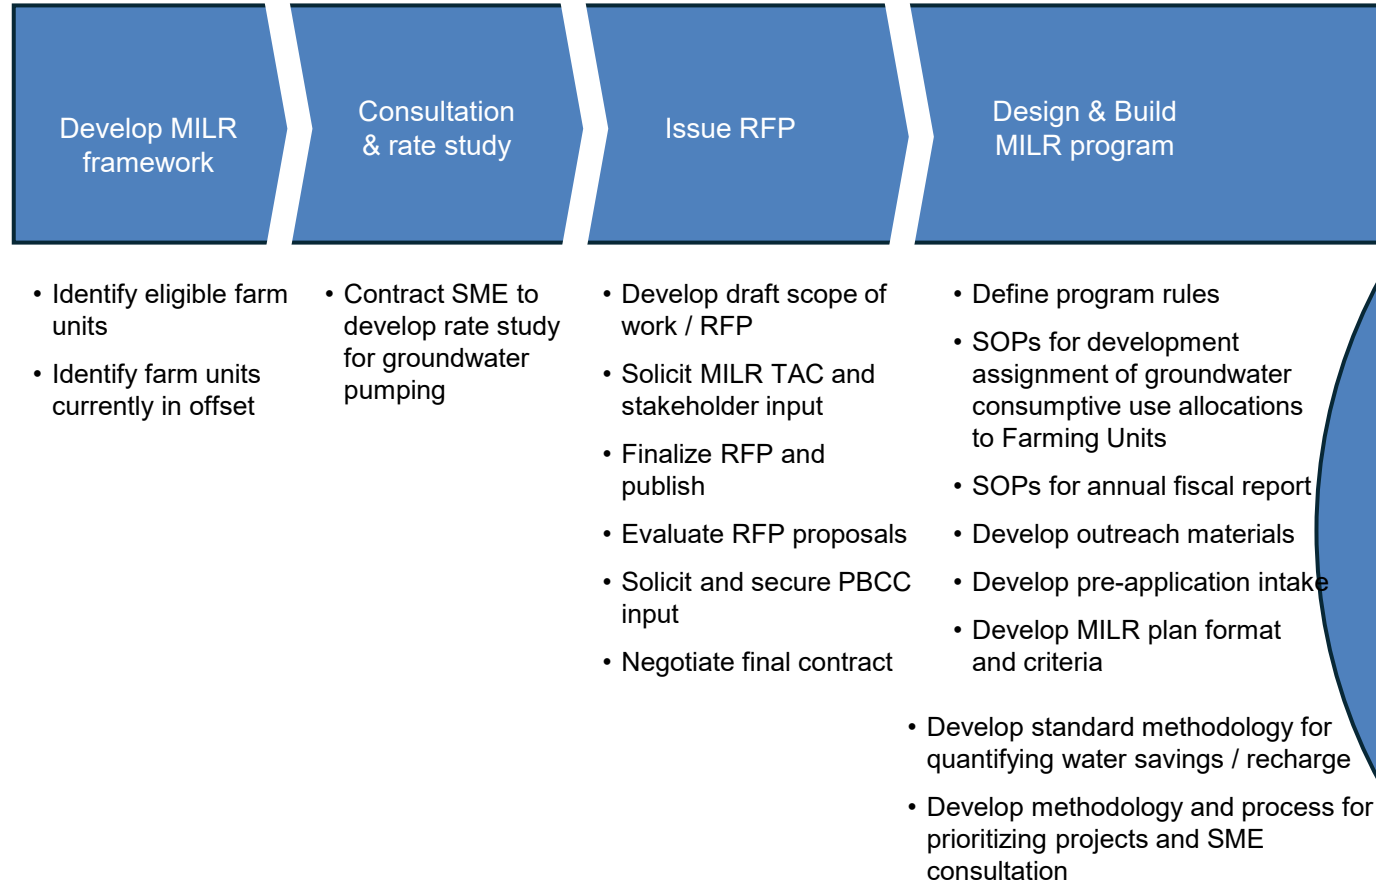 Develop MILR
framework
Consultation
& rate study
Issue RFP
Design & Build
MILR program
• Identify eligible farm
units
• Identify farm units
currently in offset
• Contract SME to
develop rate study
for groundwater
pumping
• Develop draft scope of
work / RFP
• Solicit MILR TAC and
stakeholder input
• Finalize RFP and
publish
• Evaluate RFP proposals
• Solicit and secure PBCC
input
• Negotiate final contract
• Define program rules
• SOPs for development
assignment of groundwater
consumptive use allocations
to Farming Units
• SOPs for annual fiscal report
• Develop outreach materials
• Develop pre-application intake
• Develop MILR plan format
and criteria
• Develop standard methodology for
quantifying water savings / recharge
• Develop methodology and process for
prioritizing projects and SME
consultation